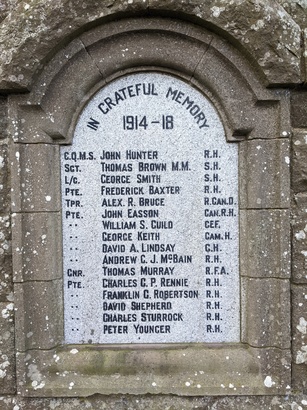 IN GRATEFUL MEMORY
1914-18
C.Q.M.S. JOHN HUNTER R.H.
SGT. THOMAS BROWN M.M. S.H.
L/C. GEORGE SMITH S.H.
PTE. FREDERICK BAXTER G.H.
TPR. ALEX. R. BRUCE R.CAN.D.
PTE. JOHN EASSON CAN.R.H.
" WILLIAM S. GUILD CEF.
" GEORGE KEITH CAM.H.
" DAVID A. LINDSAY G.H.
" ANDREW C. J. McBAIN R.H.
GNR. THOMAS MURRAY R.F.A.
PTE. CHARLES G. P. RENNIE R.H.
" FRANKLIN G. ROBERTSON R.H.
" DAVID SHEPHERD R.H.
" CHARLES STURROCK R.H.
" PETER YOUNGER R.H.